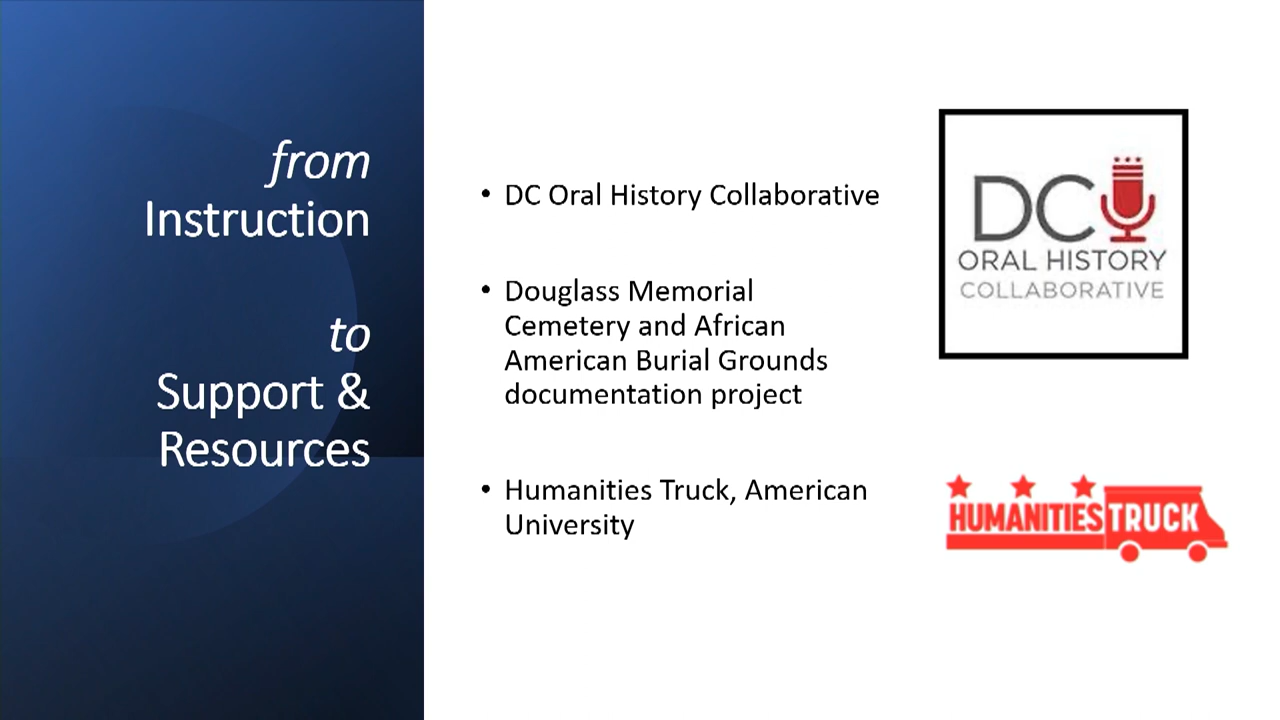 from
Instruction
to
Support &
Resources
• DC Oral History Collaborative
• Douglass Memorial
Cemetery and African
American Burial Grounds
documentation project
• Humanities Truck, American
University
DC
ORAL HISTORY
COLLABORATIVE
HUMANITIES TRUCK